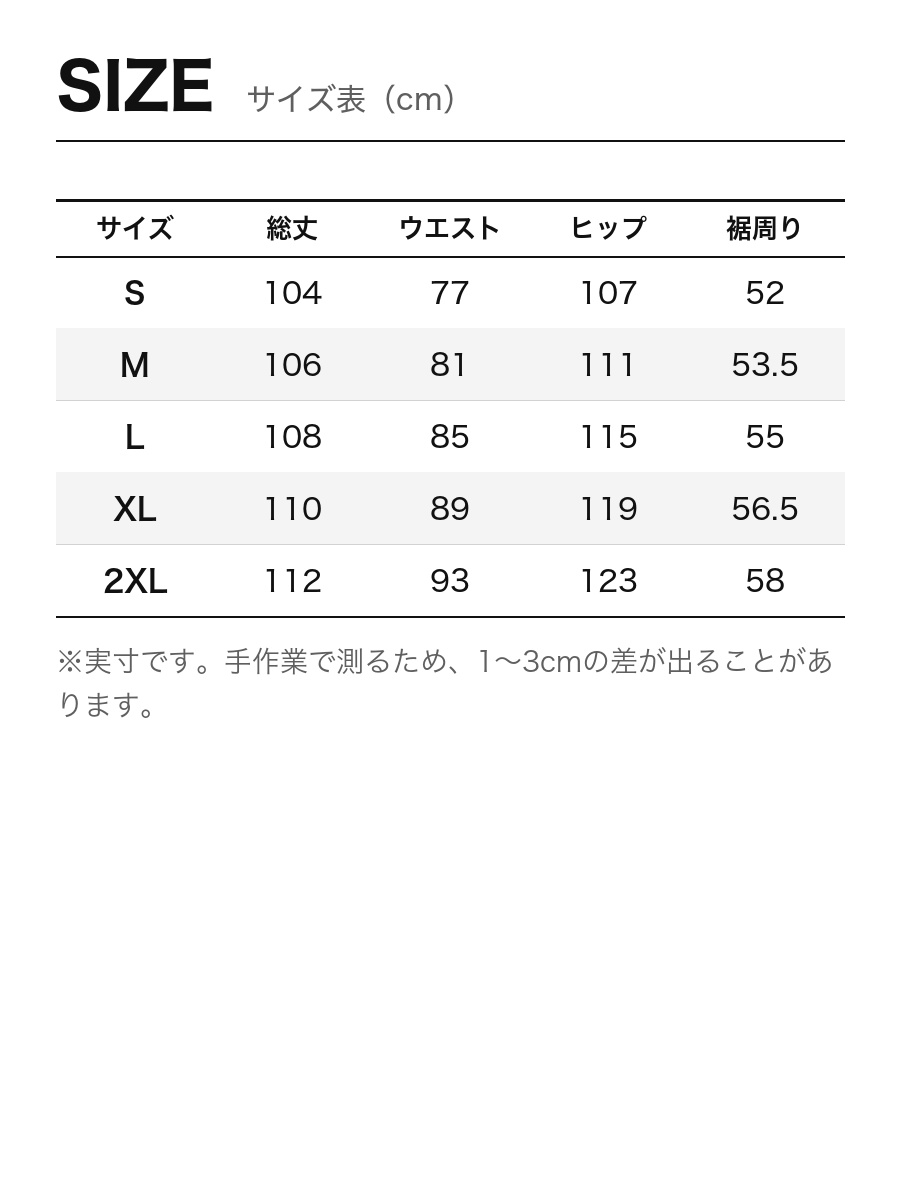 SIZE サイズ表（cm）
サイズ 総丈 ウエスト ヒップ 裾周り
S 104 77 107 52
M 106 81 111 53.5
L 108 85 115 55
XL 110 89 119 56.5
2XL 112 93 123 58
※実寸です。手作業で測るため、1〜3cmの差が出ることがあ
ります。